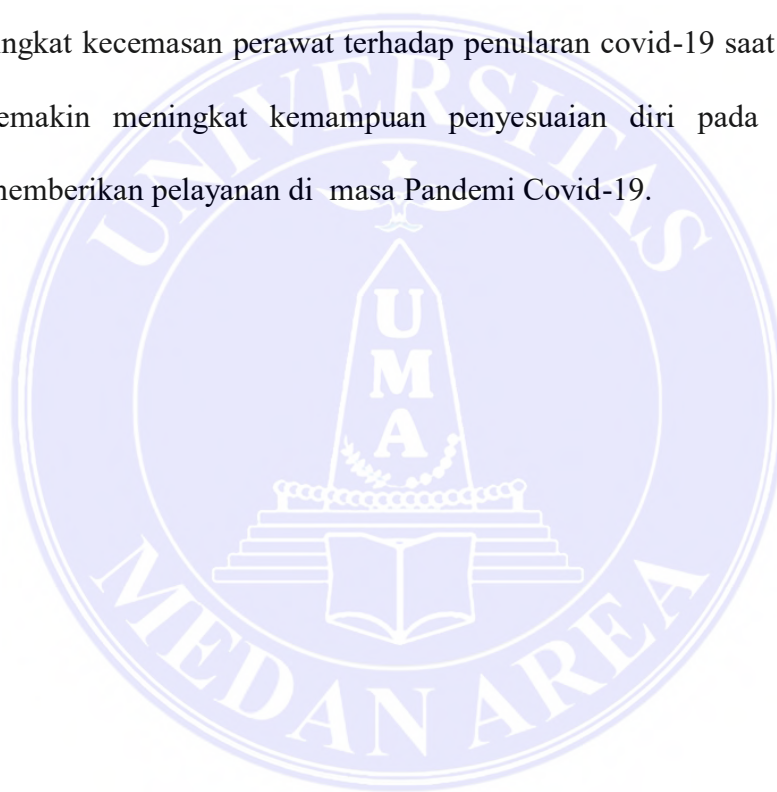 ingkat kecemasan perawat terhadap penularan covid-19 saat
emakin meningkat kemampuan penyesuaian diri pada
nemberikan pelayanan di masa Pandemi Covid-19.
UNIVERSITAS
U
M
A
MEDAN AREA